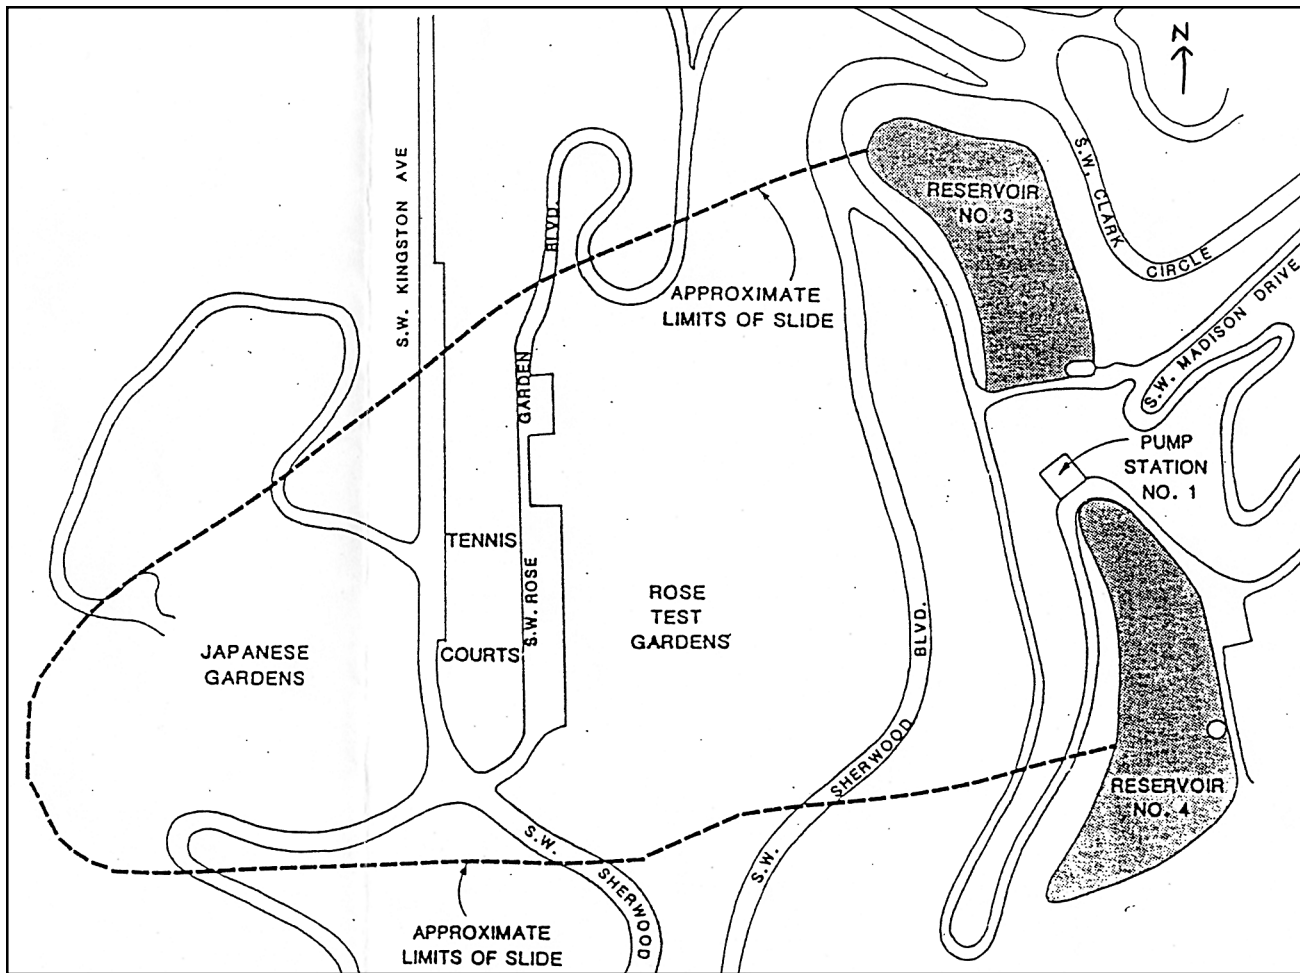 N
S.W. KINGSTON AVE
BLVD.
GARDEN
S.W. ROSE
RESERVOIR
NO. 3
S.W. CLARK
CIRCLE
S.W. MADISON DRIVE
APPROXIMATE
LIMITS OF SLIDE
PUMP
STATION
NO. 1
TENNIS
COURTS
ROSE
TEST
GARDENS
JAPANESE
GARDENS
BLVD.
SHERWOOD
S.W.
RESERVOIR
NO. 4
S.W.
SHERWOOD
APPROXIMATE
LIMITS OF SLIDE